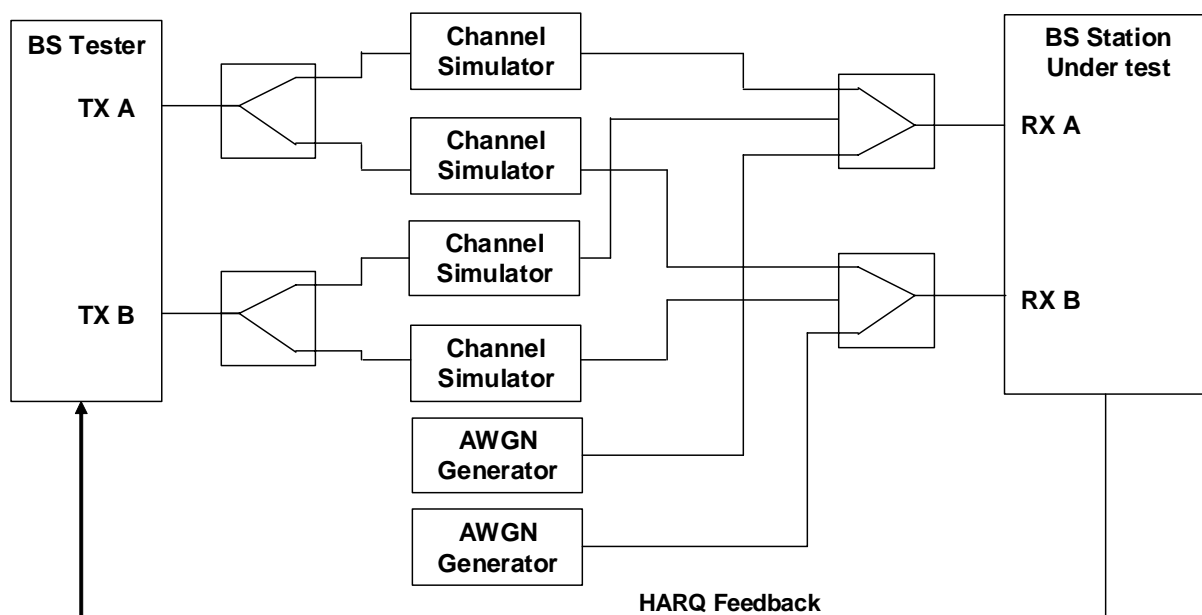 BS Tester
TX A
TX B
Channel
Simulator
Channel
Simulator
Channel
Simulator
Channel
Simulator
AWGN
Generator
AWGN
Generator
BS Station
Under test
RX A
RX B
HARQ Feedback